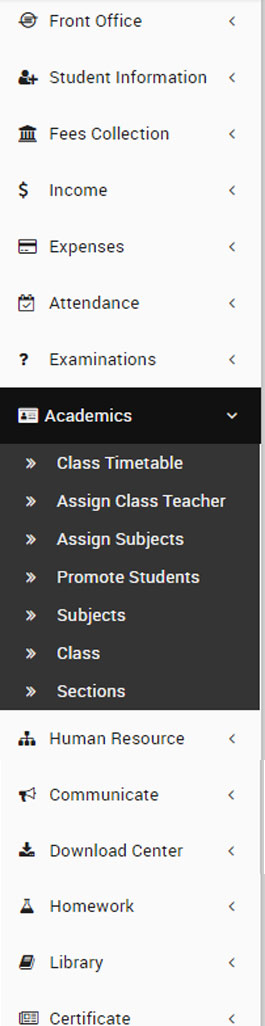 Front Office
Student Information
Fees Collection
Income
Expenses
Attendance
Examinations
Academics
Class Timetable
Assign Class Teacher
Assign Subjects
Promote Students
Subjects
Class
Sections
Human Resource
Communicate
Download Center
Homework
Library
Certificate